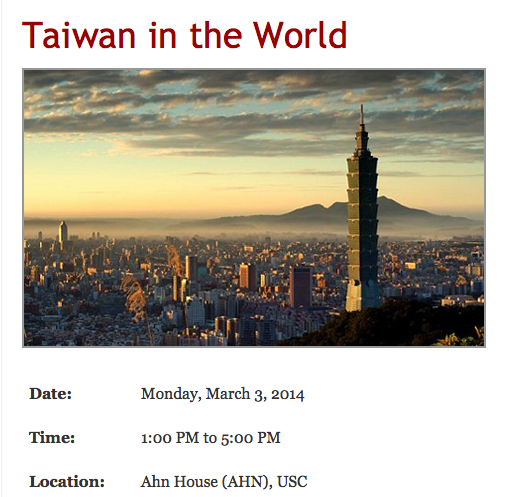 Taiwan in the World
Date: Monday, March 3, 2014
Time: 1:00 PM to 5:00 PM
Location: Ahn House (AHN), USC